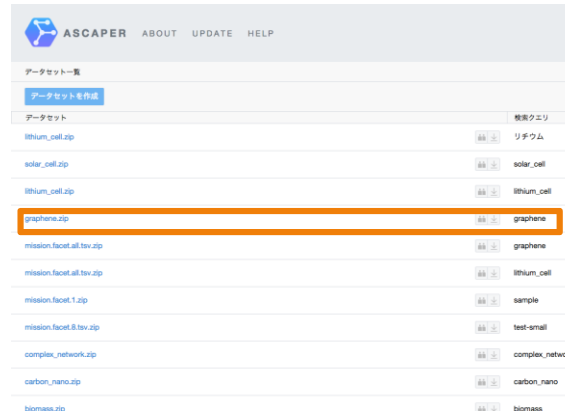 ASCAPER ABOUT UPDATE HELP
データセット一覧
データセットを作成
データセット 検索クエリ
lithium_cell.zip リチウム
solar_cell.zip solar_cell
lithium_cell.zip lithium_cell
graphene.zip graphene
mission.facet.all.tsv.zip graphene
mission.facet.all.tsv.zip lithium_cell
mission.facet.1.zip sample
mission.facet.8.tsv.zip test-small
complex_network.zip complex_netwo
carbon_nano.zip carbon_nano
biomass.zip biomass